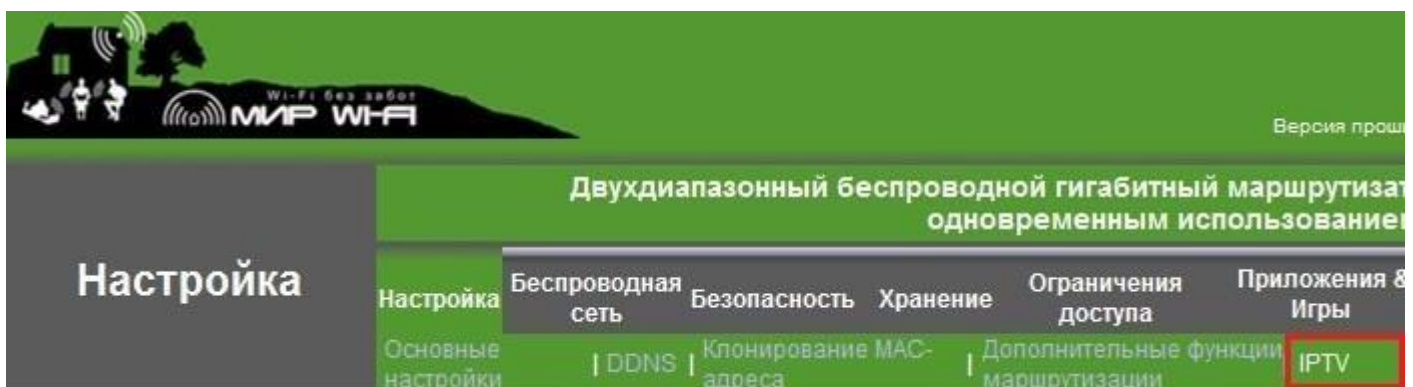 Wi-Fi без забот
МИР WI-FI
Версия прош
Двухдиапазонный беспроводной гигабитный маршрутизат
одновременным использование
Настройка
Настройка
Беспроводная
сеть
Безопасность
Хранение
Ограничения
доступа
Приложения &
Игры
Основные
настройки
| DDNS |
Клонирование MAC-
адреса
|
Дополнительные функции
маршрутизации
IPTV